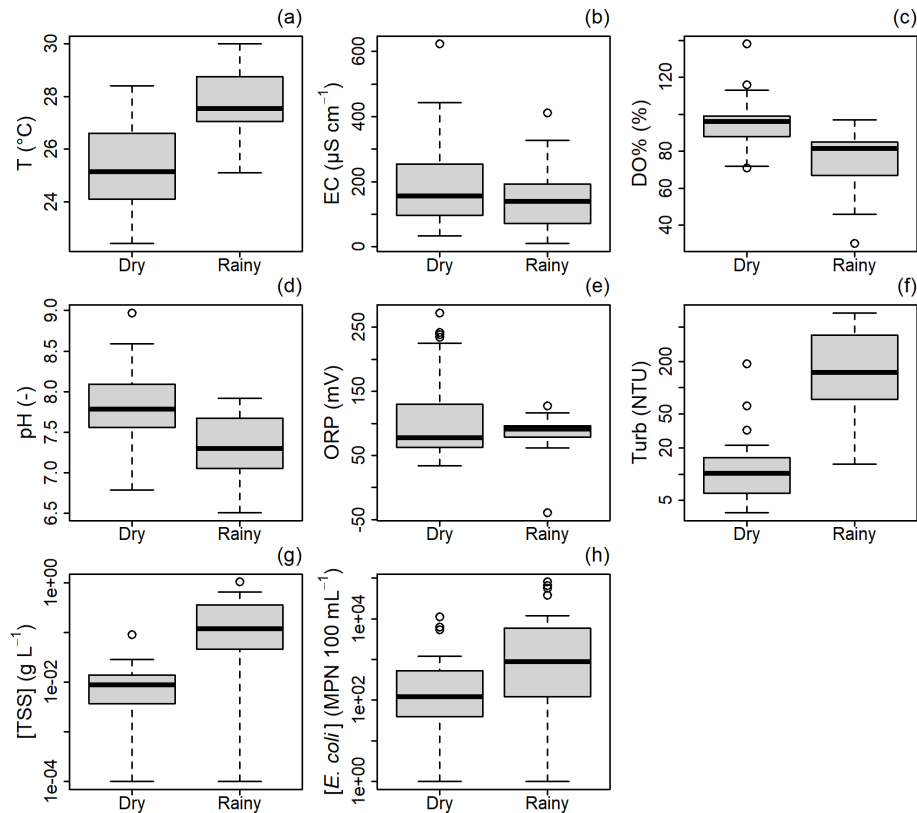 (a)
T (°C)
30
28
26
24
Dry
Rainy
(b)
EC (µS cm⁻¹)
600
400
200
0
Dry
Rainy
(c)
DO% (%)
120
80
60
40
Dry
Rainy
(d)
pH (-)
9.0
8.5
8.0
7.5
7.0
6.5
Dry
Rainy
(e)
ORP (mV)
250
150
50
-50
Dry
Rainy
(f)
Turb (NTU)
200
50
20
5
Dry
Rainy
(g)
[TSS] (g L⁻¹)
1e+00
1e-02
1e-04
Dry
Rainy
(h)
[E. coli] (MPN 100 mL⁻¹)
1e+04
1e+02
1e+00
Dry
Rainy